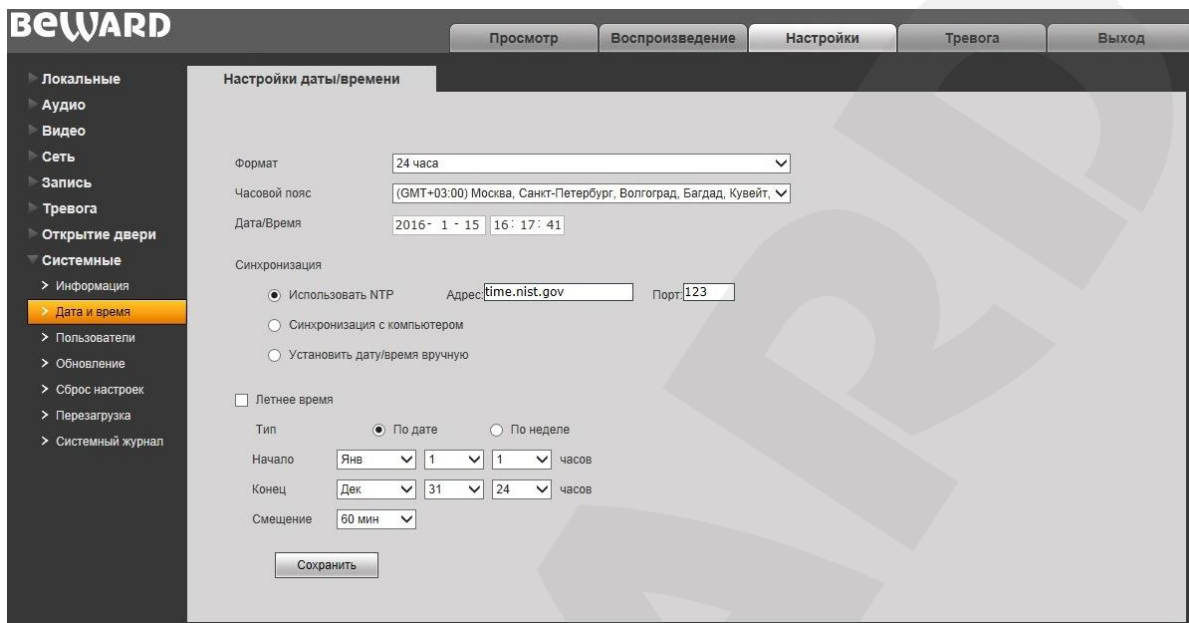 BEWARD
Просмотр Воспроизведение Настройки Тревога Выход
Локальные
Аудио
Видео
Сеть
Запись
Тревога
Открытие двери
Системные
> Информация
> Дата и время
> Пользователи
> Обновление
> Сброс настроек
> Перезагрузка
> Системный журнал
Настройки даты/времени
Формат 24 часа
Часовой пояс (GMT+03:00) Москва, Санкт-Петербург, Волгоград, Багдад, Кувейт,
Дата/Время 2016- 1 - 15 16: 17: 41
Синхронизация
Использовать NTP Адрес: time.nist.gov Порт: 123
Синхронизация с компьютером
Установить дату/время вручную
Летнее время
Тип По дате По неделе
Начало Янв 1 1 часов
Конец Дек 31 24 часов
Смещение 60 мин
Сохранить